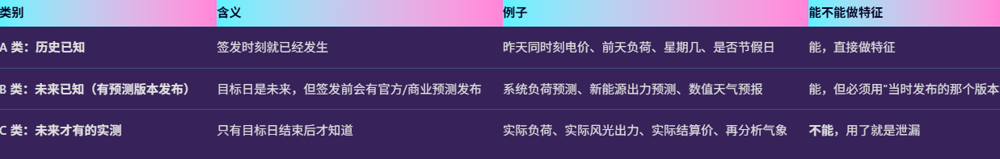 类别 含义 例子 能不能做特征
A 类：历史已知 签发时刻就已经发生 昨天同时刻电价、前天负荷、星期几、是否节假日 能，直接做特征
B 类：未来已知（有预测版本发布） 目标日是未来，但签发前会有官方/商业预测发布 系统负荷预测、新能源出力预测、数值天气预报 能，但必须用"当时发布的那个版本
C 类：未来才有的实测 只有目标日结束后才知道 实际负荷、实际风光出力、实际结算价、再分析气象 不能，用了就是泄漏